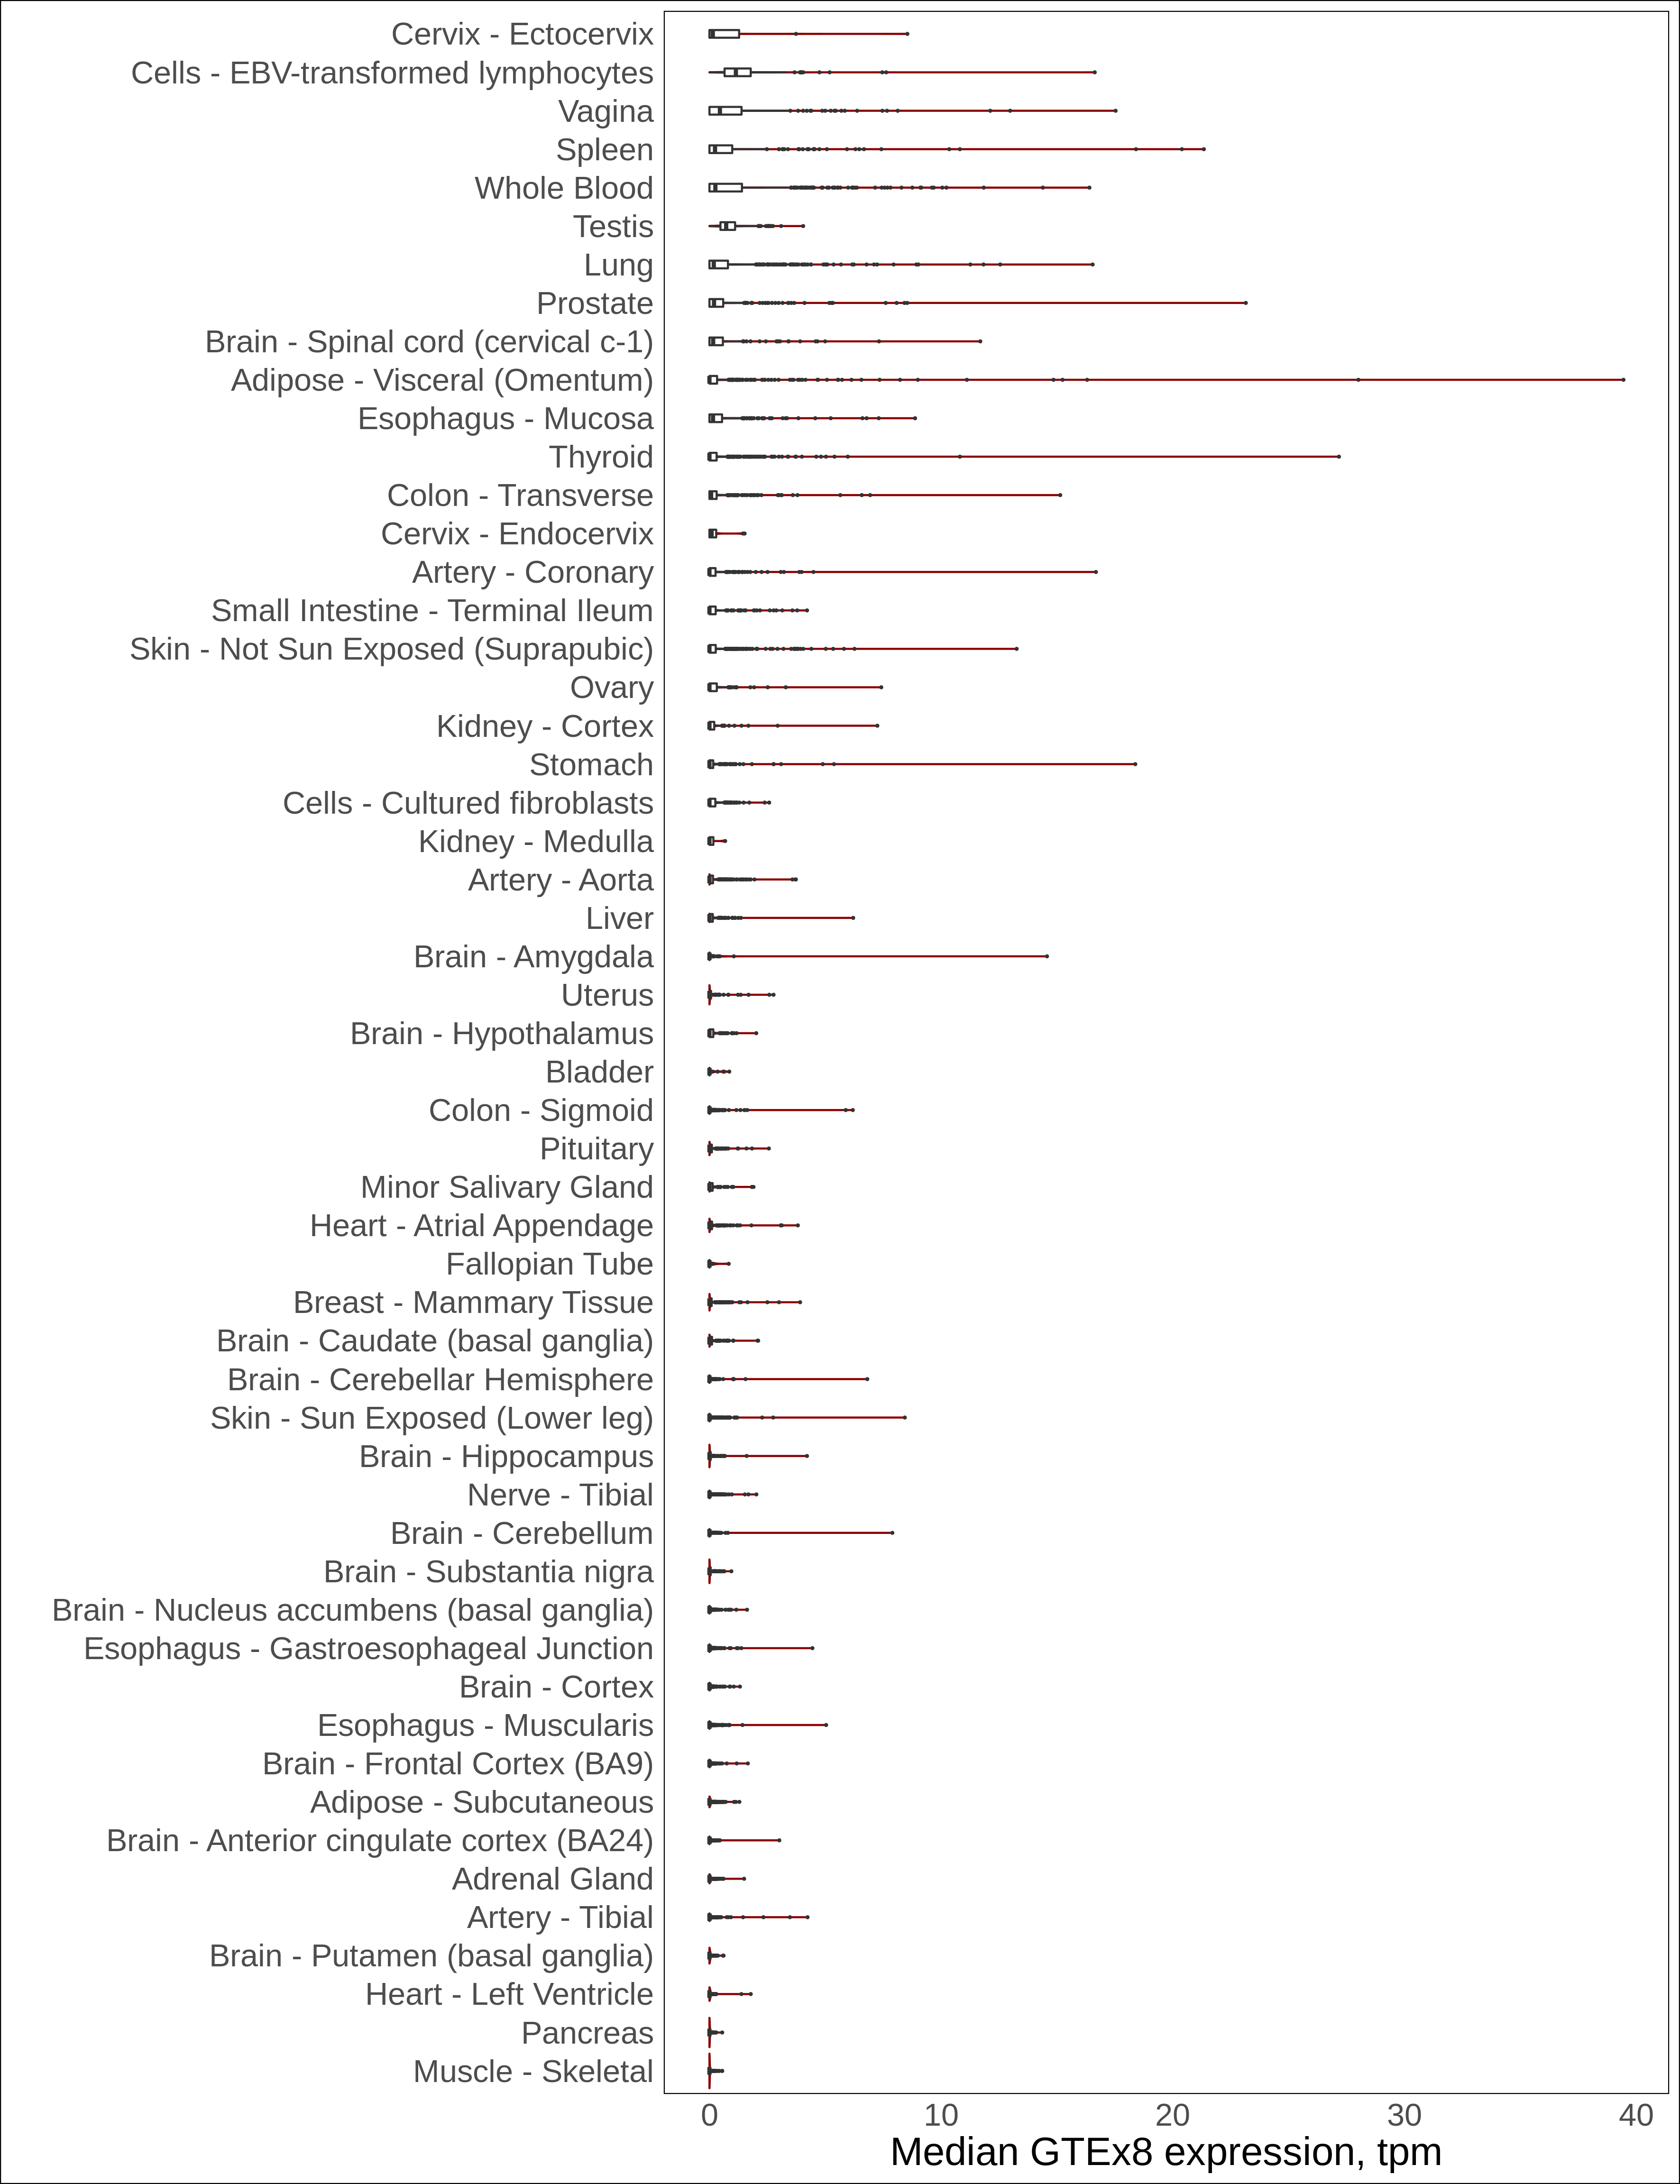 Cervix - Ectocervix
Cells - EBV-transformed lymphocytes
Vagina
Spleen
Whole Blood
Testis
Lung
Prostate
Brain - Spinal cord (cervical c-1)
Adipose - Visceral (Omentum)
Esophagus - Mucosa
Thyroid
Colon - Transverse
Cervix - Endocervix
Artery - Coronary
Small Intestine - Terminal Ileum
Skin - Not Sun Exposed (Suprapubic)
Ovary
Kidney - Cortex
Stomach
Cells - Cultured fibroblasts
Kidney - Medulla
Artery - Aorta
Liver
Brain - Amygdala
Uterus
Brain - Hypothalamus
Bladder
Colon - Sigmoid
Pituitary
Minor Salivary Gland
Heart - Atrial Appendage
Fallopian Tube
Breast - Mammary Tissue
Brain - Caudate (basal ganglia)
Brain - Cerebellar Hemisphere
Skin - Sun Exposed (Lower leg)
Brain - Hippocampus
Nerve - Tibial
Brain - Cerebellum
Brain - Substantia nigra
Brain - Nucleus accumbens (basal ganglia)
Esophagus - Gastroesophageal Junction
Brain - Cortex
Esophagus - Muscularis
Brain - Frontal Cortex (BA9)
Adipose - Subcutaneous
Brain - Anterior cingulate cortex (BA24)
Adrenal Gland
Artery - Tibial
Brain - Putamen (basal ganglia)
Heart - Left Ventricle
Pancreas
Muscle - Skeletal
0 10 20 30 40
Median GTEx8 expression, tpm